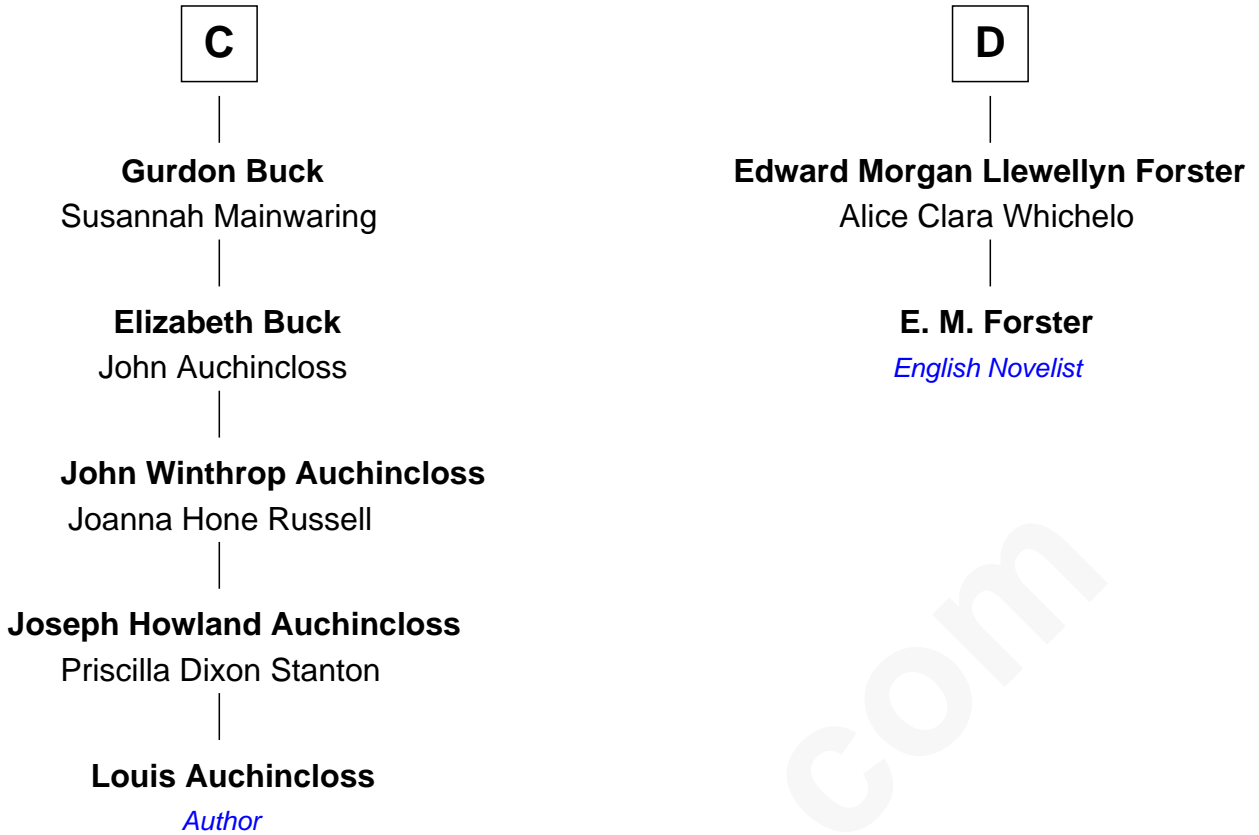 C
Gurdon Buck
Susannah Mainwaring
Elizabeth Buck
John Auchincloss
John Winthrop Auchincloss
Joanna Hone Russell
Joseph Howland Auchincloss
Priscilla Dixon Stanton
Louis Auchincloss
Author
D
Edward Morgan Llewellyn Forster
Alice Clara Whichelo
E. M. Forster
English Novelist
com